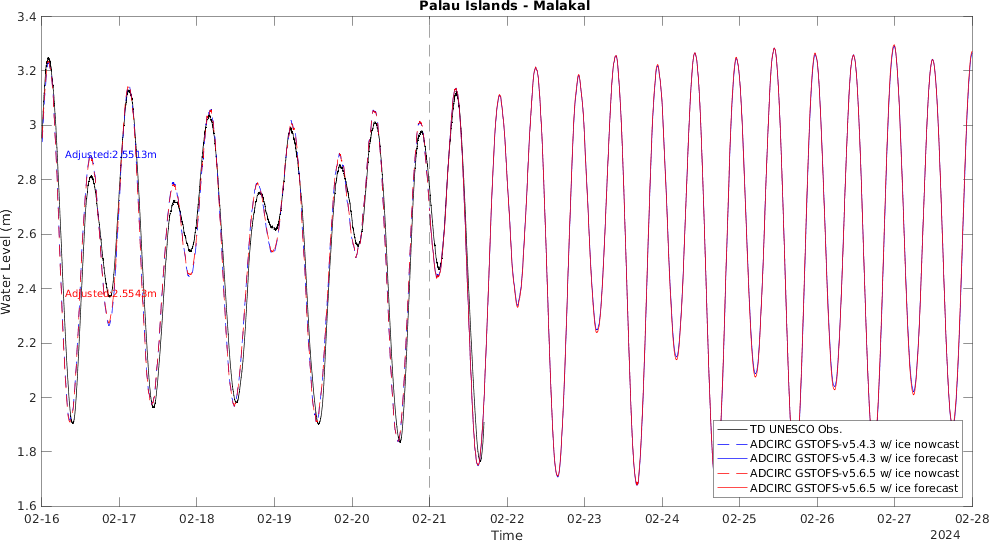 Palau Islands - Malakal
3.4
3.2
3
2.8
2.6
2.4
2.2
2
1.8
1.6
Water Level (m)
Adjusted:2.5513m
Adjusted:2.5543m
TD UNESCO Obs.
ADCIRC GSTOFS-v5.4.3 w/ ice nowcast
ADCIRC GSTOFS-v5.4.3 w/ ice forecast
ADCIRC GSTOFS-v5.6.5 w/ ice nowcast
ADCIRC GSTOFS-v5.6.5 w/ ice forecast
02-16 02-17 02-18 02-19 02-20 02-21 02-22 02-23 02-24 02-25 02-26 02-27 02-28
Time
2024